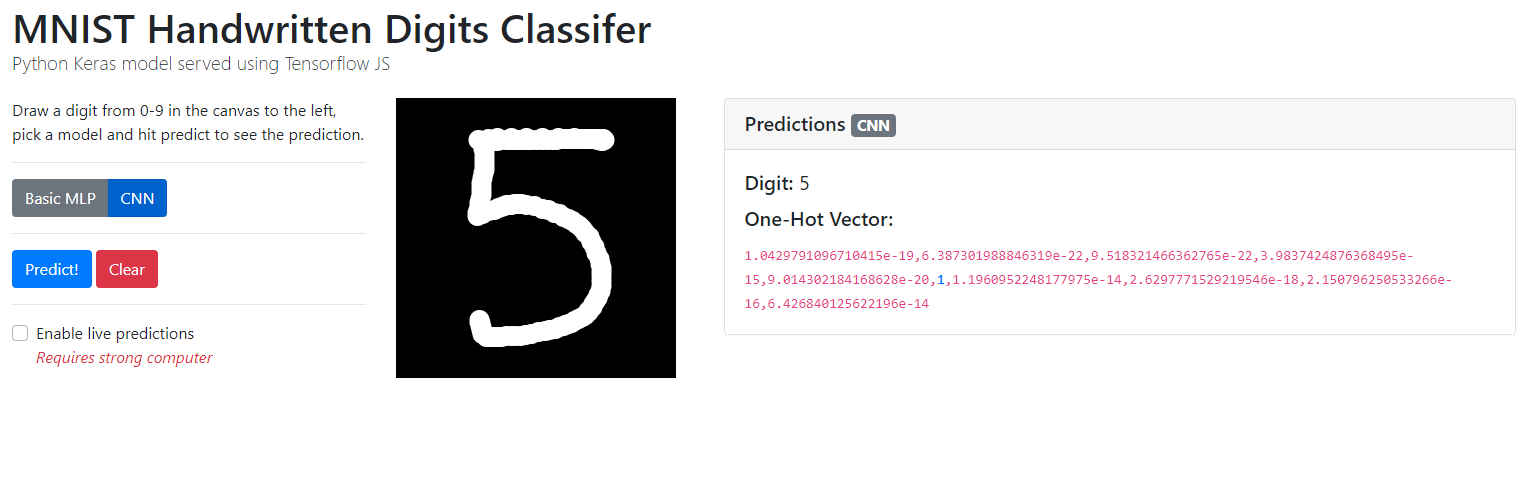 MNIST Handwritten Digits Classifer
Python Keras model served using Tensorflow JS
Draw a digit from 0-9 in the canvas to the left,
pick a model and hit predict to see the prediction.
Basic MLP CNN
Predict! Clear
Enable live predictions
Requires strong computer
5
Predictions CNN
Digit: 5
One-Hot Vector:
1.0429791096710415e-19,6.387301988846319e-22,9.518321466362765e-22,3.9837424876368495e-
15,9.014302184168628e-20,1,1.1960952248177975e-14,2.6297771529219546e-18,2.150796250533266e-
16,6.426840125622196e-14